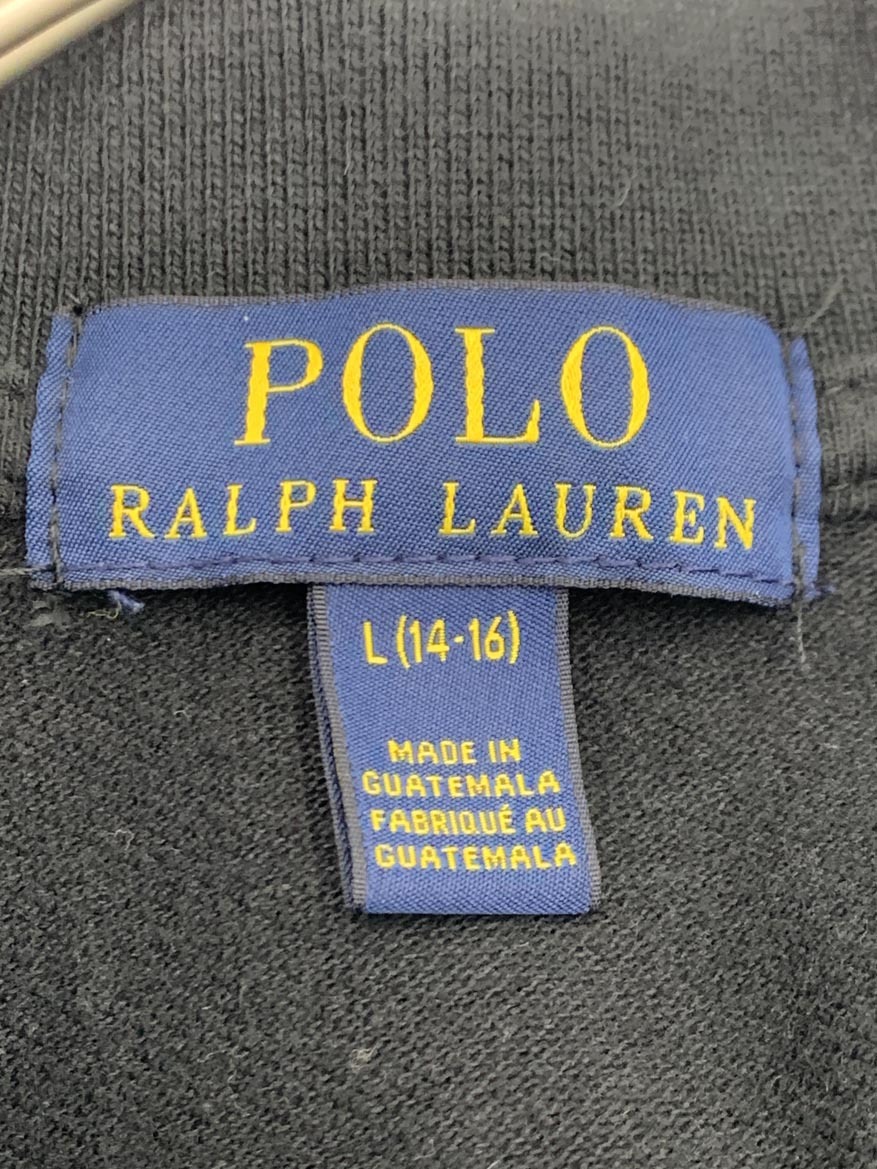 POLO
RALPH LAUREN
L (14-16)
MADE IN
GUATEMALA
FABRIQUÉ AU
GUATEMALA